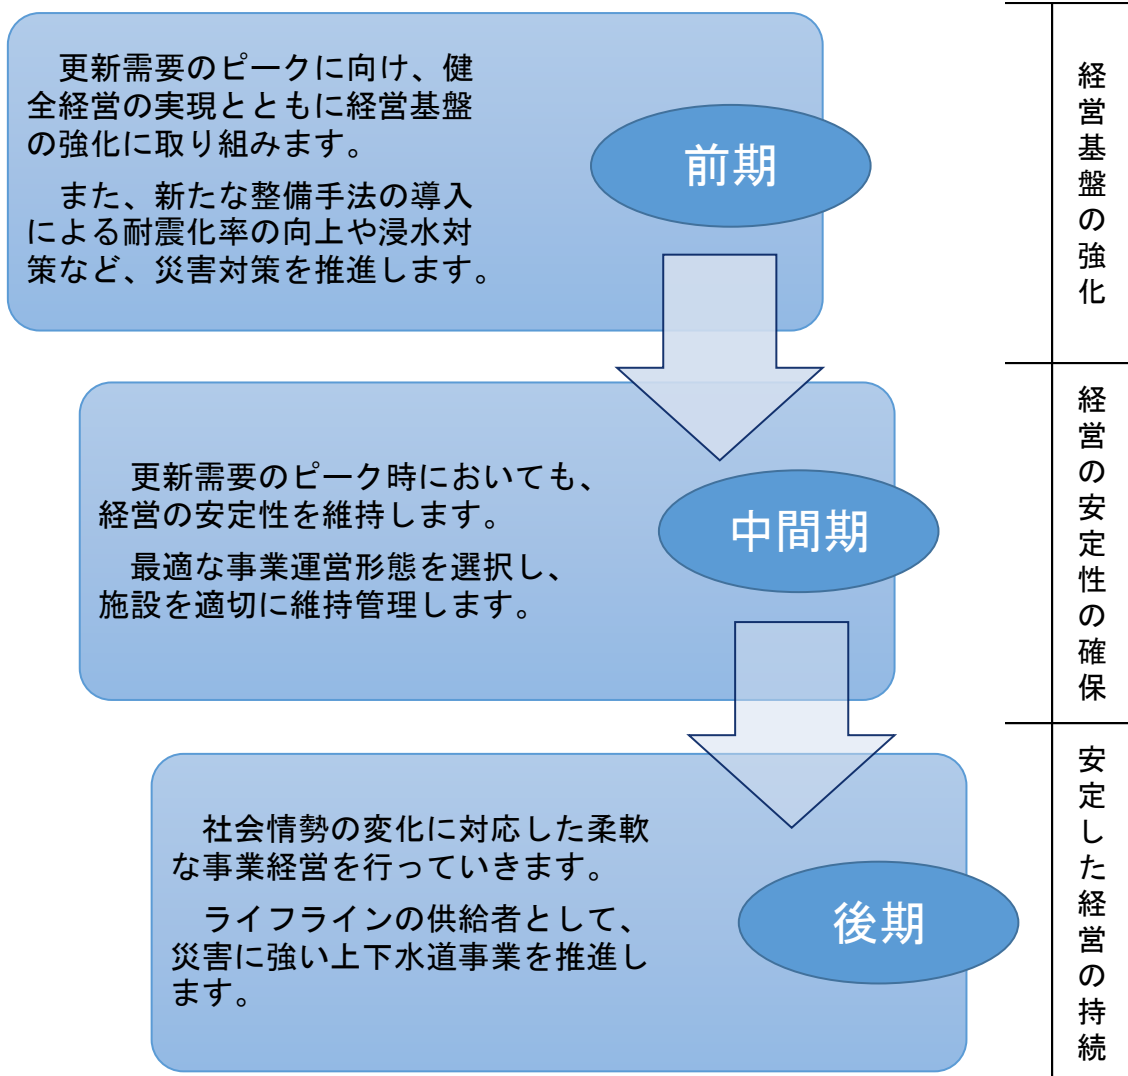 更新需要のピークに向け、健
全経営の実現とともに経営基盤
の強化に取り組みます。
また、新たな整備手法の導入
による耐震化率の向上や浸水対
策など、災害対策を推進します。
前期
経営基盤の強化
更新需要のピーク時においても、
経営の安定性を維持します。
最適な事業運営形態を選択し、
施設を適切に維持管理します。
中間期
経営の安定性の確保
社会情勢の変化に対応した柔軟
な事業経営を行っていきます。
ライフラインの供給者として、
災害に強い上下水道事業を推進し
ます。
後期
安定した経営の持続